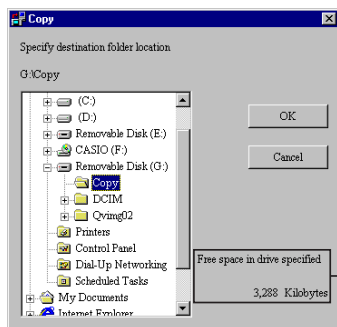 Copy
Specify destination folder location
G:\Copy
(C:)
(D:)
Removable Disk (E:)
CASIO (F:)
Removable Disk (G:)
Copy
DCIM
Qvimg02
Printers
Control Panel
Dial-Up Networking
Scheduled Tasks
My Documents
Internet Explorer
OK
Cancel
Free space in drive specified
3,288 Kilobytes